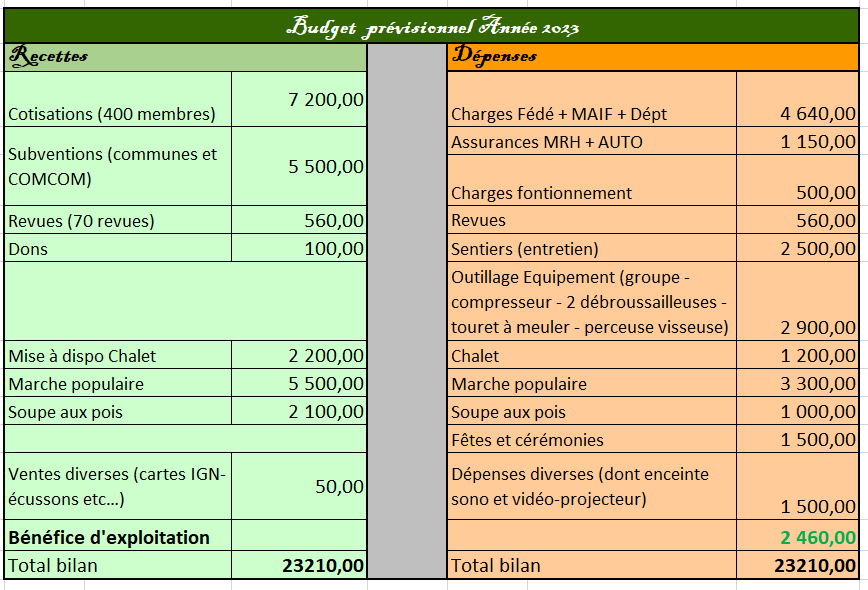 Budget prévisionnel Année 2023
Recettes Dépenses
Cotisations (400 membres) 7 200,00 Charges Fédé + MAIF + Dépt 4 640,00
Assurances MRH + AUTO 1 150,00
Subventions (communes et
COMCOM) 5 500,00 Charges fontionnement 500,00
Revues (70 revues) 560,00 Revues 560,00
Dons 100,00 Sentiers (entretien) 2 500,00
Outillage Equipement (groupe -
compresseur - 2 débroussailleuses -
touret à meuler - perceuse visseuse) 2 900,00
Mise à dispo Chalet 2 200,00 Chalet 1 200,00
Marche populaire 5 500,00 Marche populaire 3 300,00
Soupe aux pois 2 100,00 Soupe aux pois 1 000,00
Fêtes et cérémonies 1 500,00
Ventes diverses (cartes IGN- Dépenses diverses (dont enceinte
écussons etc…) 50,00 sono et vidéo-projecteur) 1 500,00
Bénéfice d'exploitation 2 460,00
Total bilan 23210,00 Total bilan 23210,00